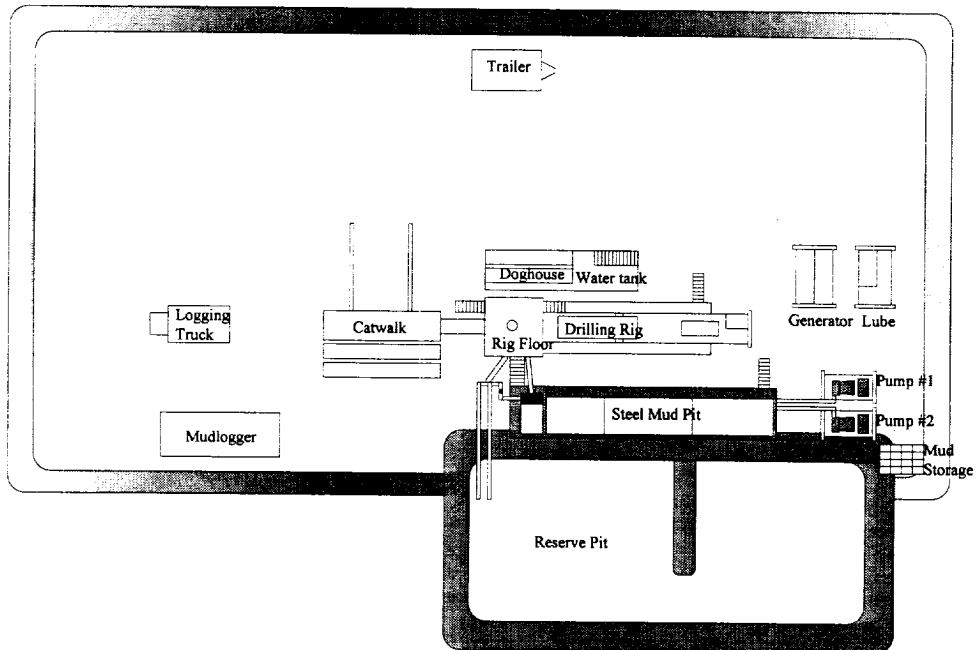 Trailer
Doghouse
Water tank
Logging
Truck
Catwalk
Rig Floor
Drilling Rig
Generator
Lube
Pump #1
Steel Mud Pit
Pump #2
Mudlogger
Mud
Storage
Reserve Pit